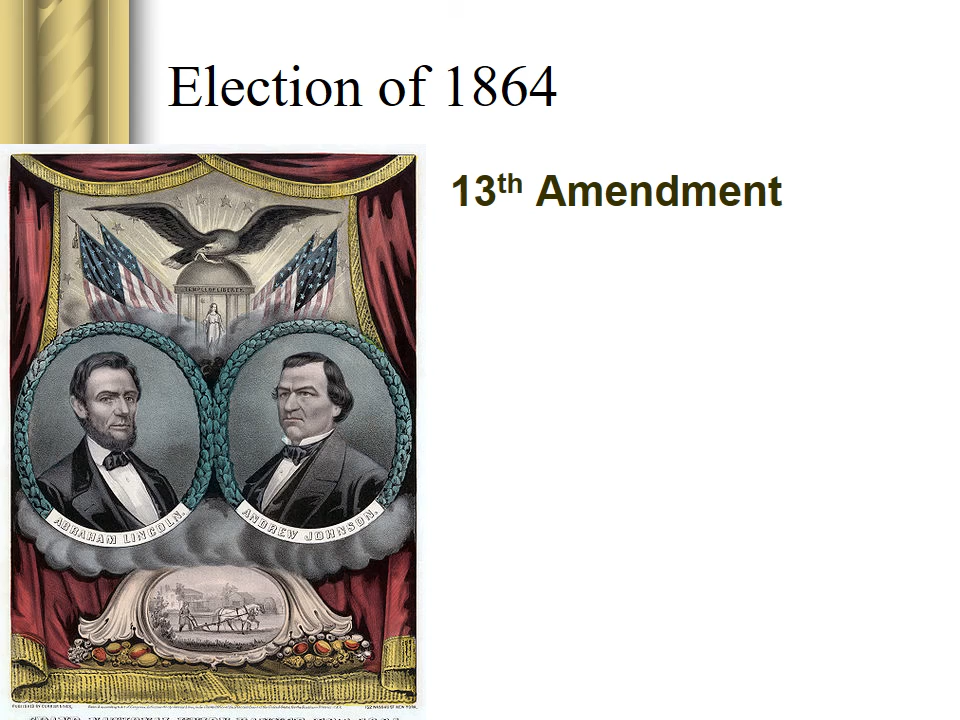 Election of 1864
13th Amendment
TEMPLE OF LIBERTY
ABRAHAM LINCOLN.
ANDREW JOHNSON.